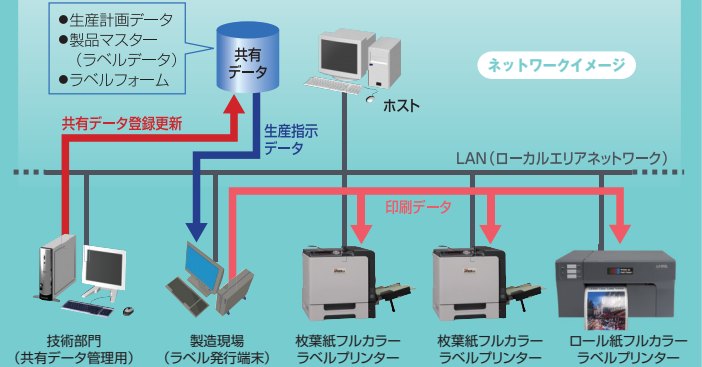 ●生産計画データ
●製品マスター
（ラベルデータ）
●ラベルフォーム
共有
データ
ネットワークイメージ
ホスト
共有データ登録更新
生産指示
データ
LAN（ローカルエリアネットワーク）
印刷データ
技術部門
（共有データ管理用）
製造現場
（ラベル発行端末）
枚葉紙フルカラー
ラベルプリンター
枚葉紙フルカラー
ラベルプリンター
ロール紙フルカラー
ラベルプリンター